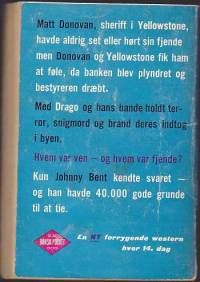 Matt Donovan, sheriff i Yellowstone,
havde aldrig set eller hørt sin fjende
men Donovan og Yellowstone fik ham
at føle, da banken blev plyndret og
bestyreren dræbt.
Med Drago og hans bande holdt ter-
ror, snigmord og brand deres indtog
i byen.
Hvem var ven – og hvem var fjende?
Kun Johnny Bent kendte svaret –
og han havde 40.000 gode grunde
til at tie.
DANSK POCKET
En NY forrygende western
hver 14. dag